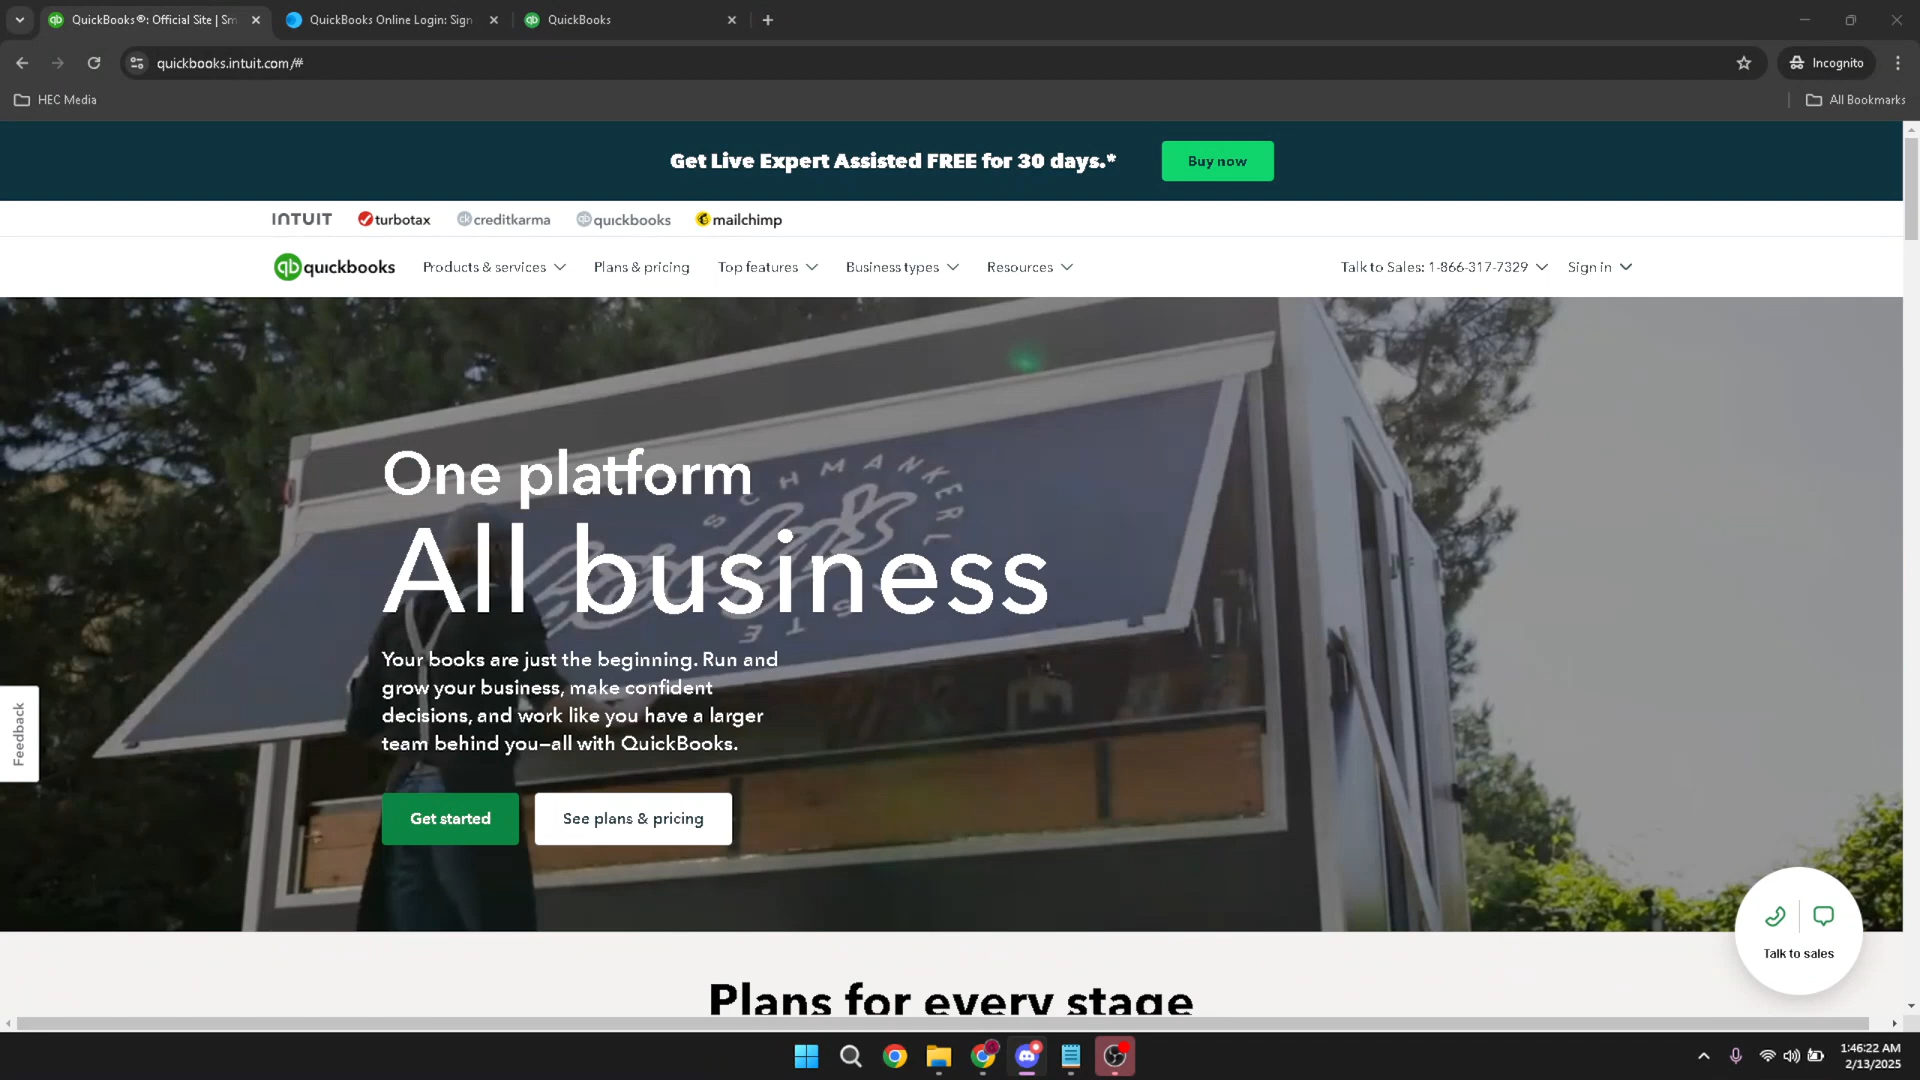 QuickBooks®: Official Site | Sm
QuickBooks Online Login: Sign
QuickBooks
quickbooks.intuit.com/#
Incognito
HEC Media
All Bookmarks
Get Live Expert Assisted FREE for 30 days.*
Buy now
INTUIT
turbotax
ck creditkarma
qb quickbooks
mailchimp
qb quickbooks
Products & services
Plans & pricing
Top features
Business types
Resources
Talk to Sales: 1-866-317-7329
Sign in
SCHMANKERL
One platform
All business
Your books are just the beginning. Run and
grow your business, make confident
decisions, and work like you have a larger
team behind you—all with QuickBooks.
Feedback
Get started
See plans & pricing
Talk to sales
Plans for every stage
1:46:22 AM
2/13/2025